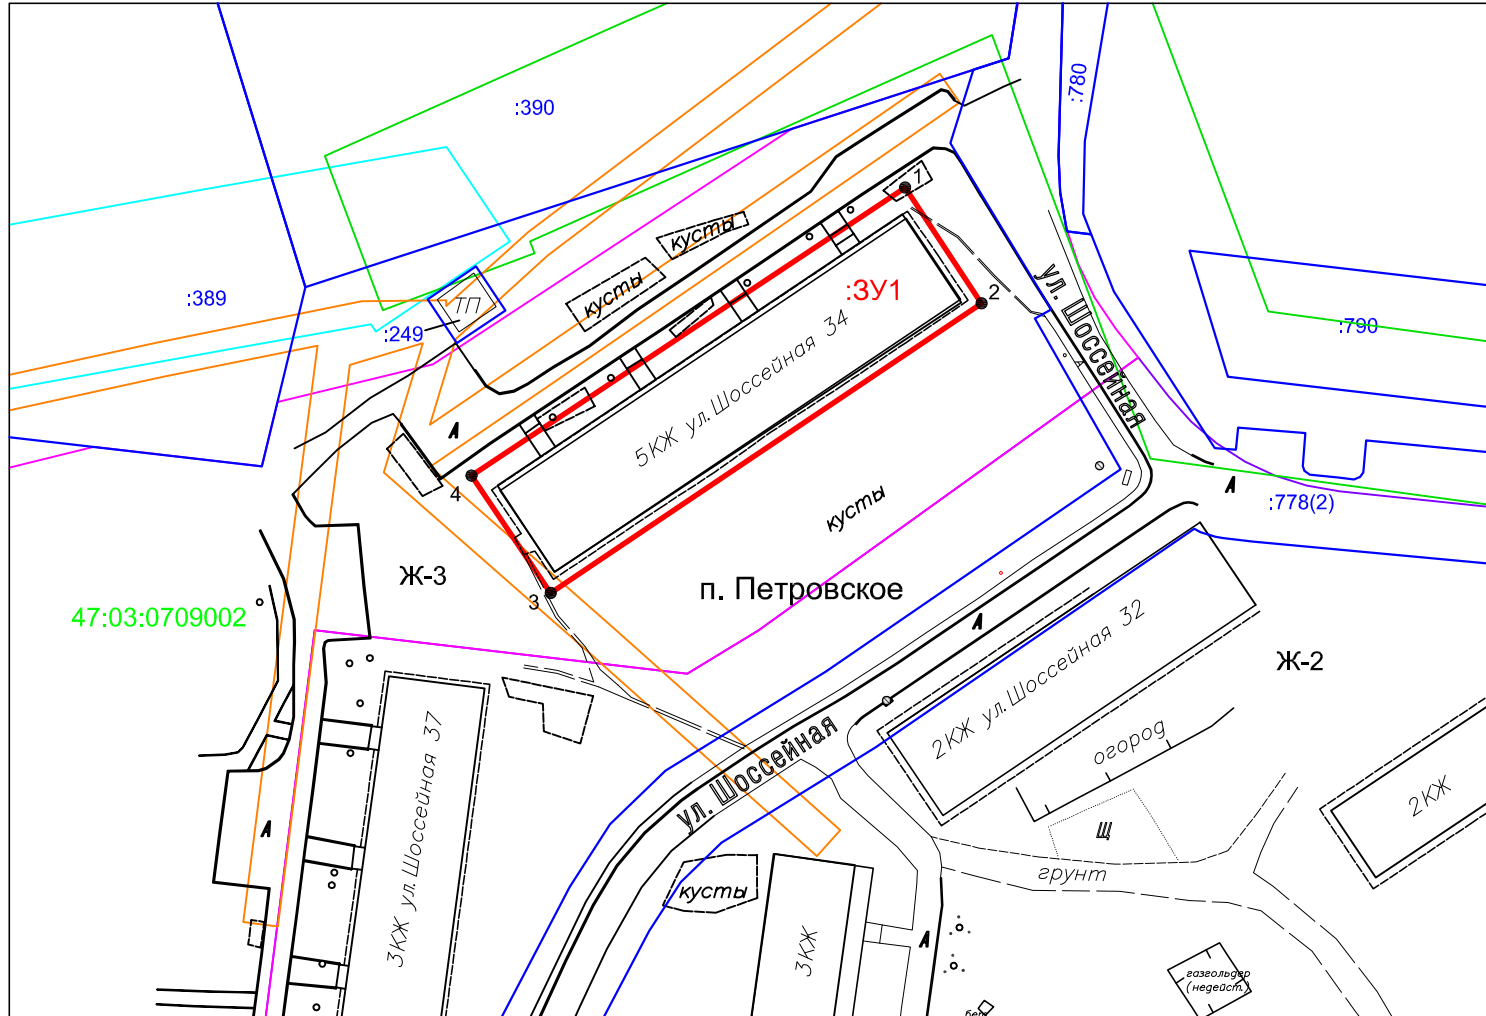 :390
:780
1
кусты
:ЗУ1
ул. Шоссейная
2
:389
ТП
кусты
:249
:790
5КЖ ул.Шоссейная 34
А
4
А
:778(2)
кусты
Ж-3
п. Петровское
3
47:03:0709002
А
2КЖ ул.Шоссейная 32
Ж-2
ул. Шоссейная
огород
3КЖ ул.Шоссейная 37
2КЖ
А
Щ
грунт
кусты
3КЖ
А
газгольдер
(недейст.)